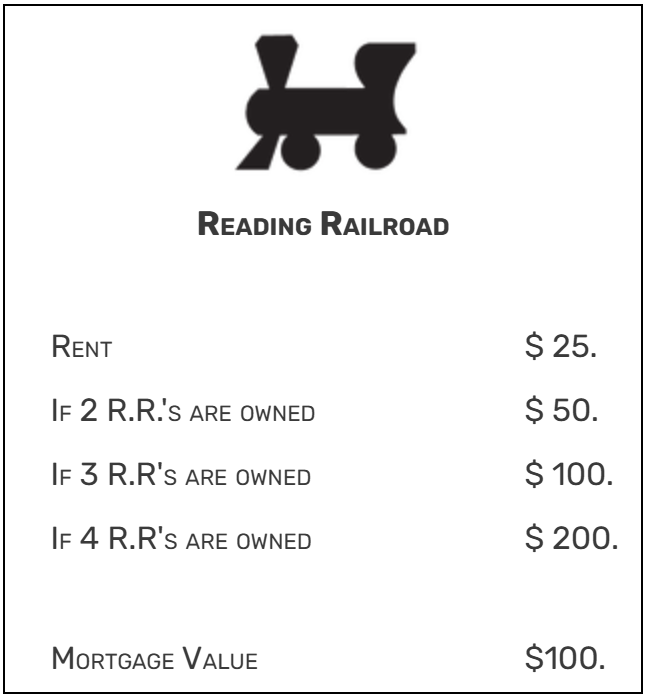 Reading Railroad
Rent $ 25.
If 2 R.R.'s are owned $ 50.
If 3 R.R's are owned $ 100.
If 4 R.R's are owned $ 200.
Mortgage Value $100.